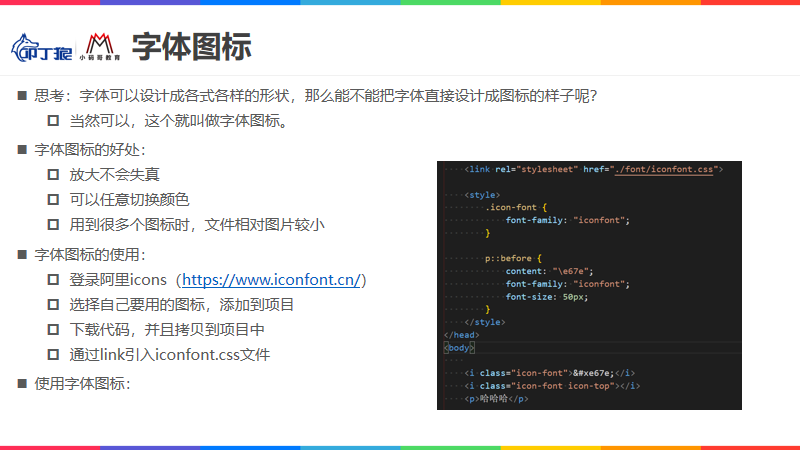 叩丁狼
小码哥教育
字体图标
思考：字体可以设计成各式各样的形状，那么能不能把字体直接设计成图标的样子呢？
当然可以，这个就叫做字体图标。
字体图标的好处：
放大不会失真
可以任意切换颜色
用到很多个图标时，文件相对图片较小
字体图标的使用：
登录阿里icons（https://www.iconfont.cn/）
选择自己要用的图标，添加到项目
下载代码，并且拷贝到项目中
通过link引入iconfont.css文件
使用字体图标：
<link rel="stylesheet" href="./font/iconfont.css">
<style>
.icon-font {
font-family: "iconfont";
}
p::before {
content: "\e67e";
font-family: "iconfont";
font-size: 50px;
}
</style>
</head>
<body>
<i class="icon-font">&#xe67e;</i>
<i class="icon-font icon-top"></i>
<p>哈哈哈</p>